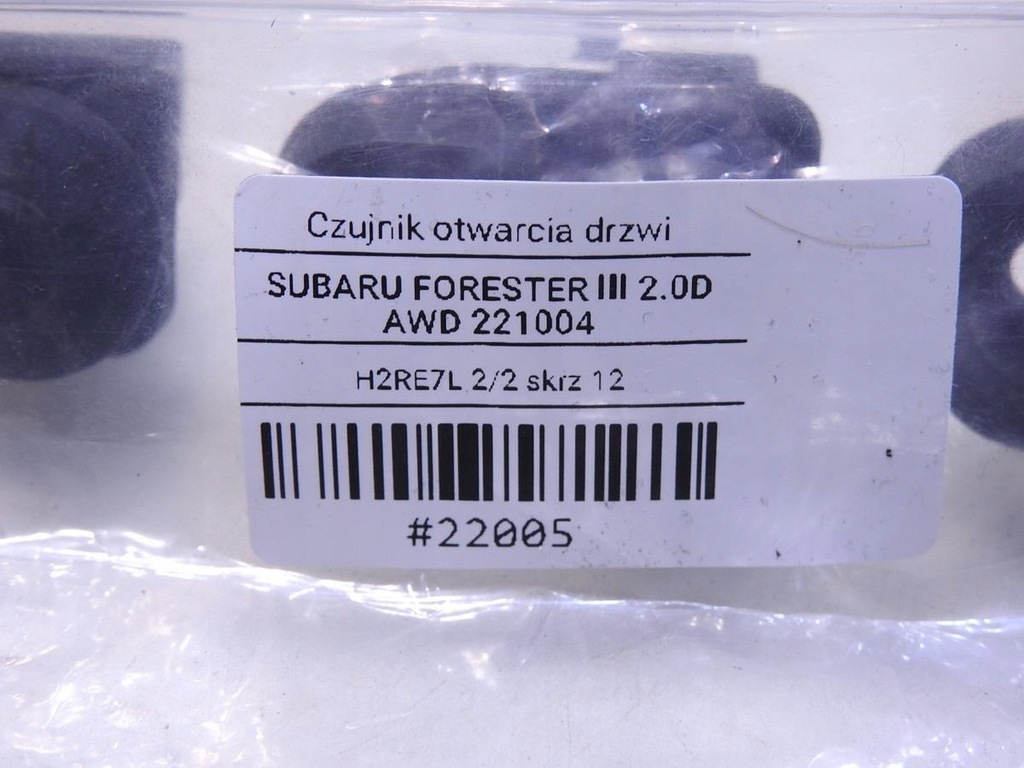 Czujnik otwarcia drzwi
SUBARU FORESTER III 2.0D
AWD 221004
H2RE7L 2/2 skrz 12
#22005